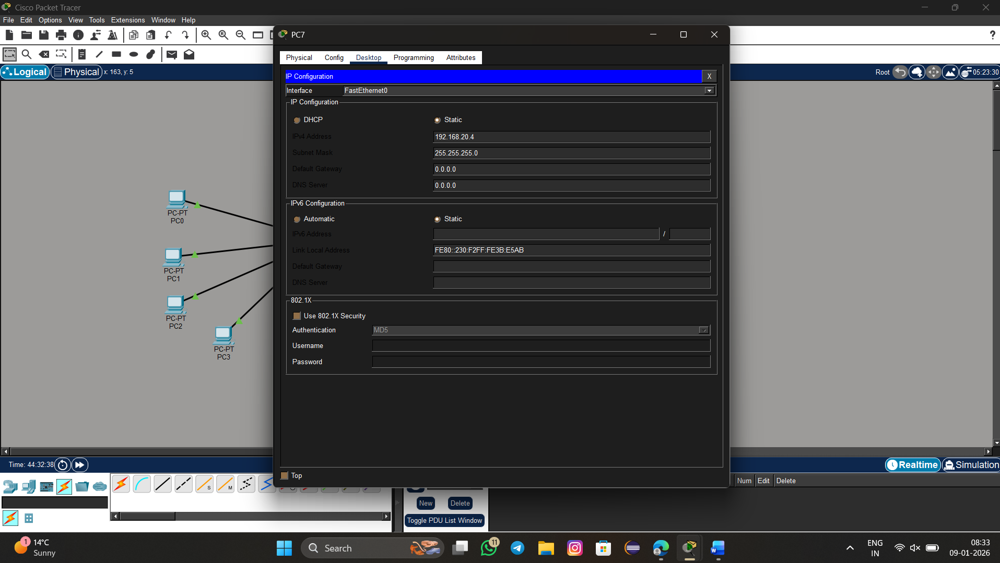 Cisco Packet Tracer
File Edit Options View Tools Extensions Window Help
?
Logical Physical x: 163, y: 5
Root 05:23:30
PC-PT
PC0
PC-PT
PC1
PC-PT
PC2
PC-PT
PC3
PC7
Physical Config Desktop Programming Attributes
IP Configuration X
Interface FastEthernet0
IP Configuration
DHCP Static
IPv4 Address 192.168.20.4
Subnet Mask 255.255.255.0
Default Gateway 0.0.0.0
DNS Server 0.0.0.0
IPv6 Configuration
Automatic Static
IPv6 Address /
Link Local Address FE80::230:F2FF:FE3B:E5AB
Default Gateway
DNS Server
802.1X
Use 802.1X Security
Authentication MD5
Username
Password
Top
Time: 44:32:38
Realtime Simulation
S M
Num Edit Delete
New Delete
Toggle PDU List Window
1 14°C
Sunny
Search
11
W
ENG
IN
08:33
09-01-2026